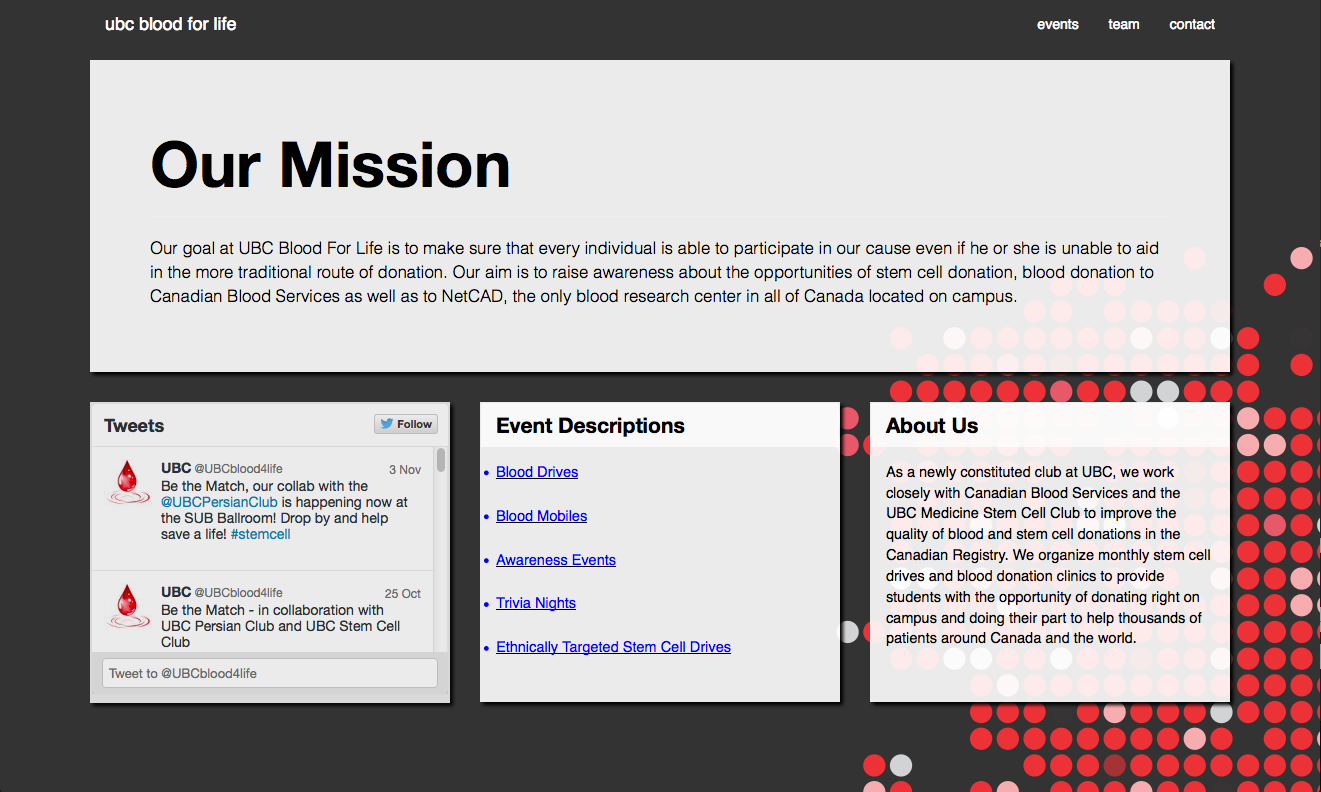 ubc blood for life
events team contact
Our Mission
Our goal at UBC Blood For Life is to make sure that every individual is able to participate in our cause even if he or she is unable to aid
in the more traditional route of donation. Our aim is to raise awareness about the opportunities of stem cell donation, blood donation to
Canadian Blood Services as well as to NetCAD, the only blood research center in all of Canada located on campus.
Tweets
Follow
UBC @UBCblood4life 3 Nov
Be the Match, our collab with the
@UBCPersianClub is happening now at
the SUB Ballroom! Drop by and help
save a life! #stemcell
UBC @UBCblood4life 25 Oct
Be the Match - in collaboration with
UBC Persian Club and UBC Stem Cell
Club
Tweet to @UBCblood4life
Event Descriptions
Blood Drives
Blood Mobiles
Awareness Events
Trivia Nights
Ethnically Targeted Stem Cell Drives
About Us
As a newly constituted club at UBC, we work
closely with Canadian Blood Services and the
UBC Medicine Stem Cell Club to improve the
quality of blood and stem cell donations in the
Canadian Registry. We organize monthly stem cell
drives and blood donation clinics to provide
students with the opportunity of donating right on
campus and doing their part to help thousands of
patients around Canada and the world.